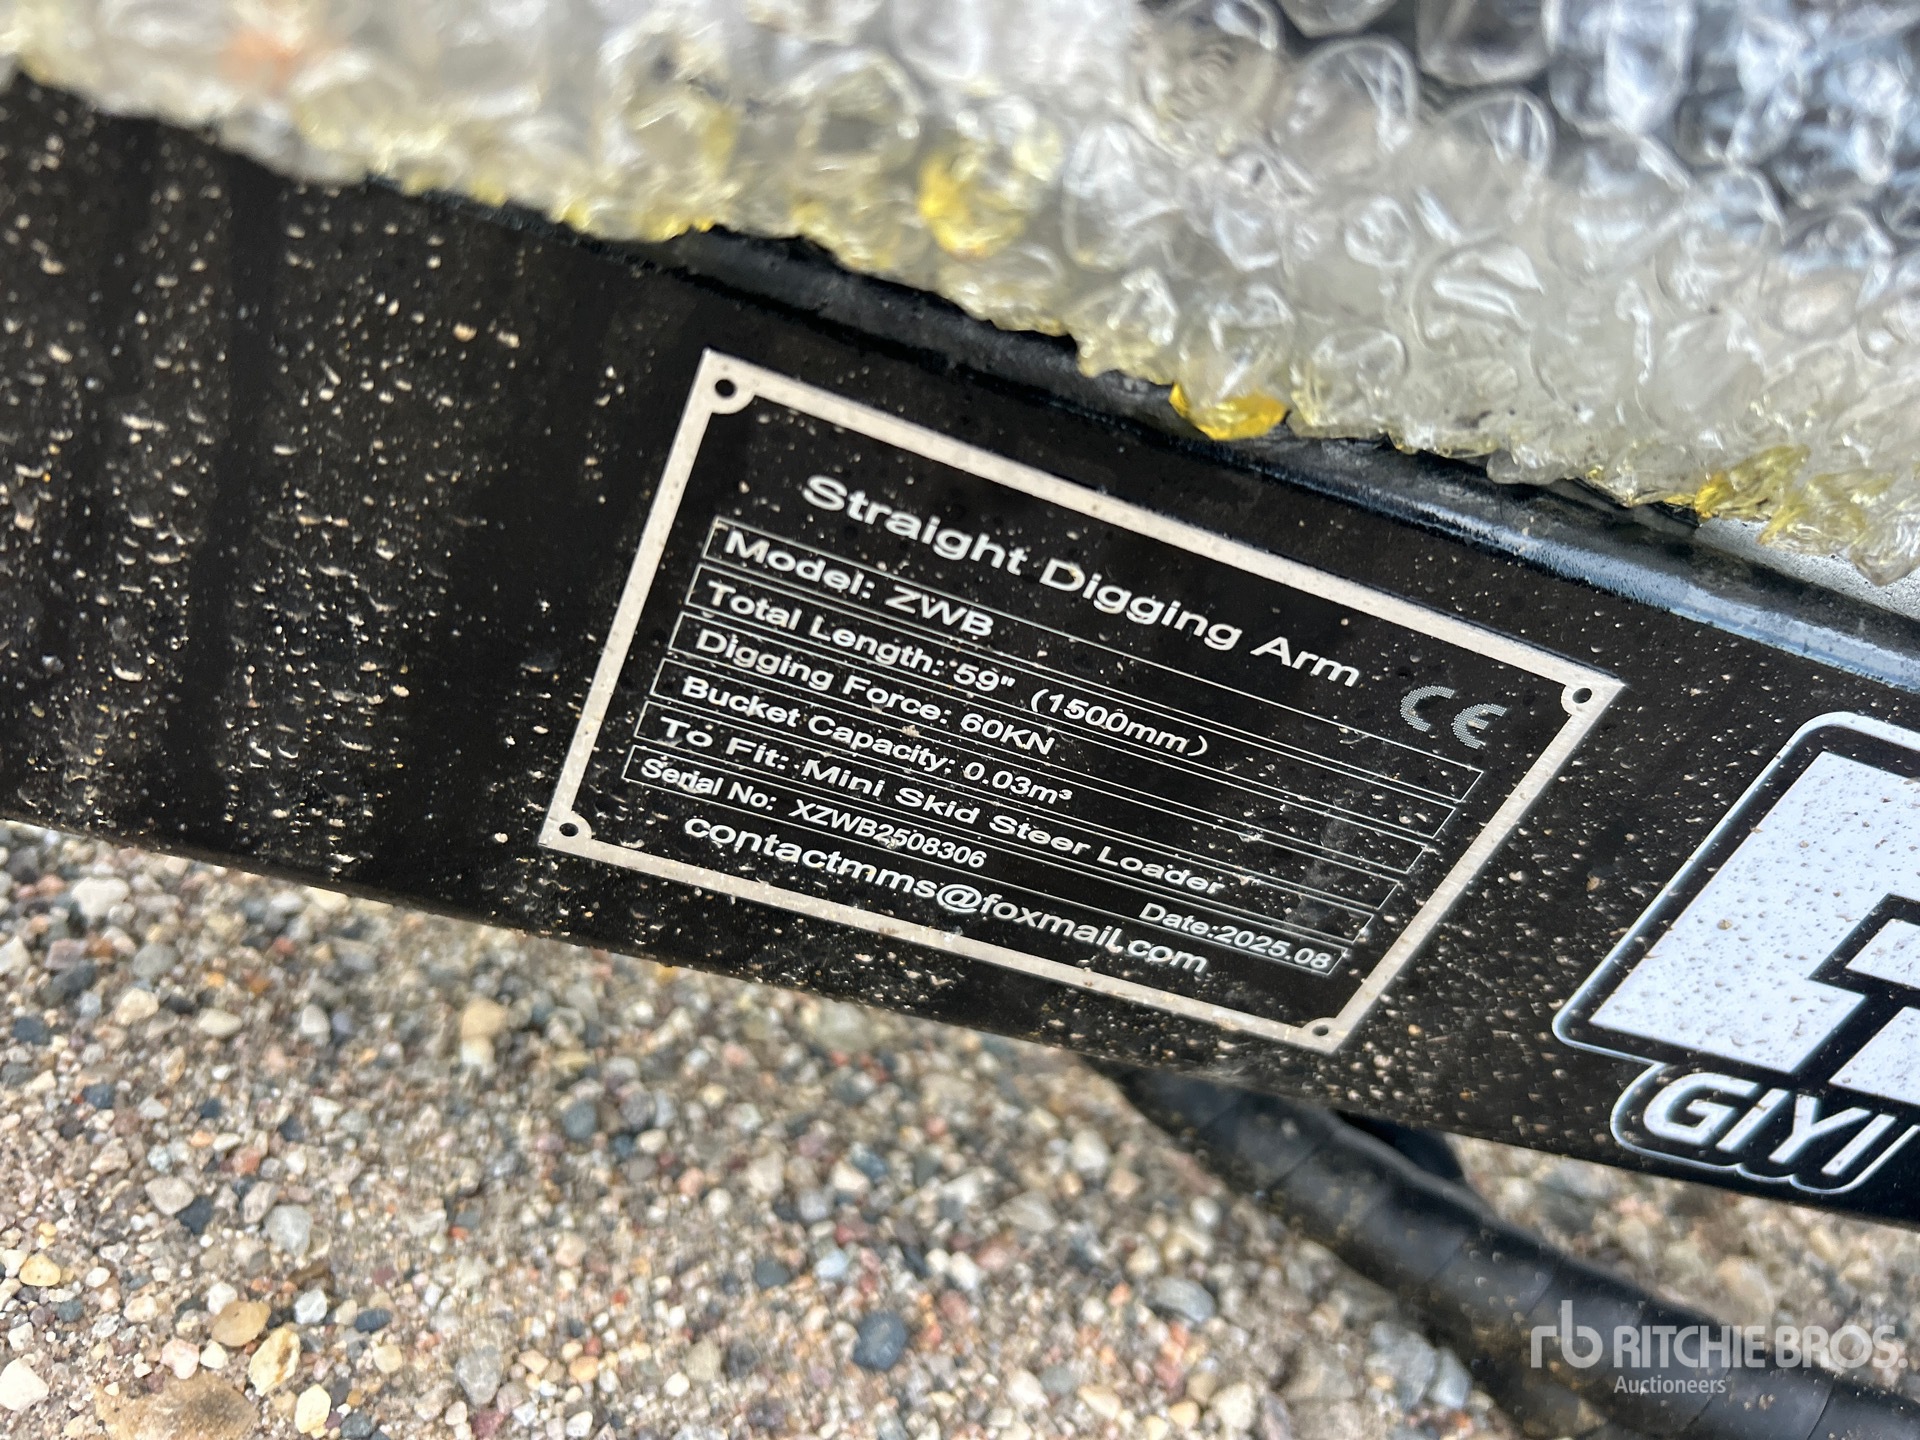 Straight Digging Arm
CE
Model: ZWB
Total Length: 59" (1500mm)
Digging Force: 60KN
Bucket Capacity: 0.03m³
To Fit: Mini Skid Steer Loader
Serial No: XZWB2508306 Date:2025.08
contactmms@foxmail.com
GIYI
rb RITCHIE BROS.
Auctioneers